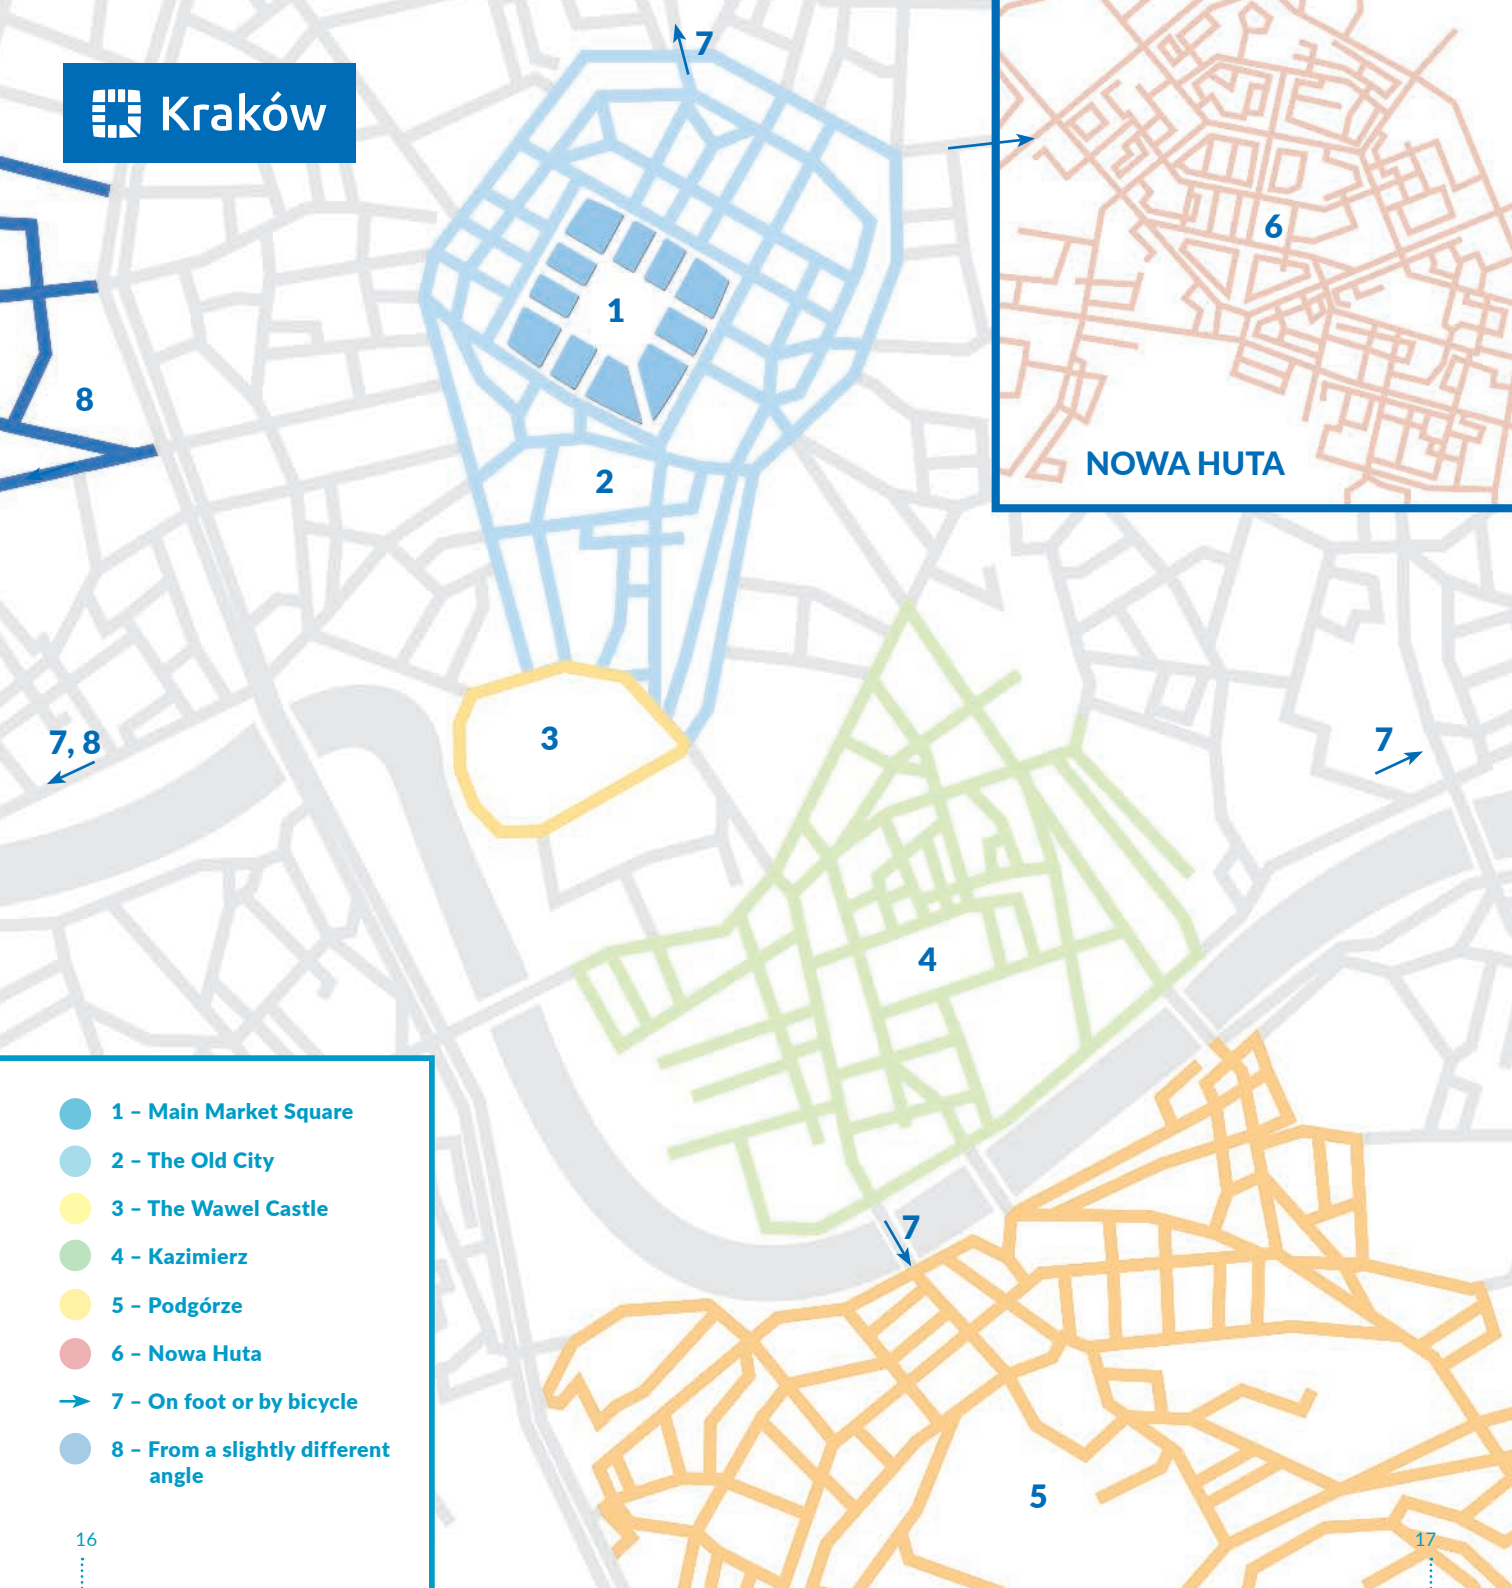 7
Kraków
1
6
8
NOWA HUTA
2
3
7, 8
7
4
1 – Main Market Square
2 – The Old City
3 – The Wawel Castle
4 – Kazimierz
5 – Podgórze
6 – Nowa Huta
7 – On foot or by bicycle
8 – From a slightly different
angle
7
5
16
17